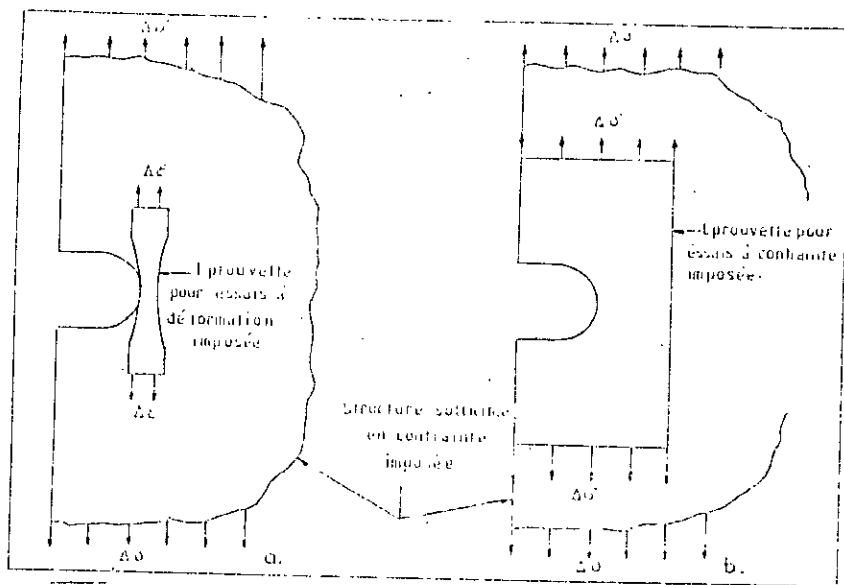 Δσ
Δε
Eprouvette
pour essais à
déformation
imposée
Δε
Δσ
a.
Structure sollicitée
en contrainte
imposée
Δσ
Δσ
Eprouvette pour
essais à contrainte
imposée.
Δσ
Δσ
b.